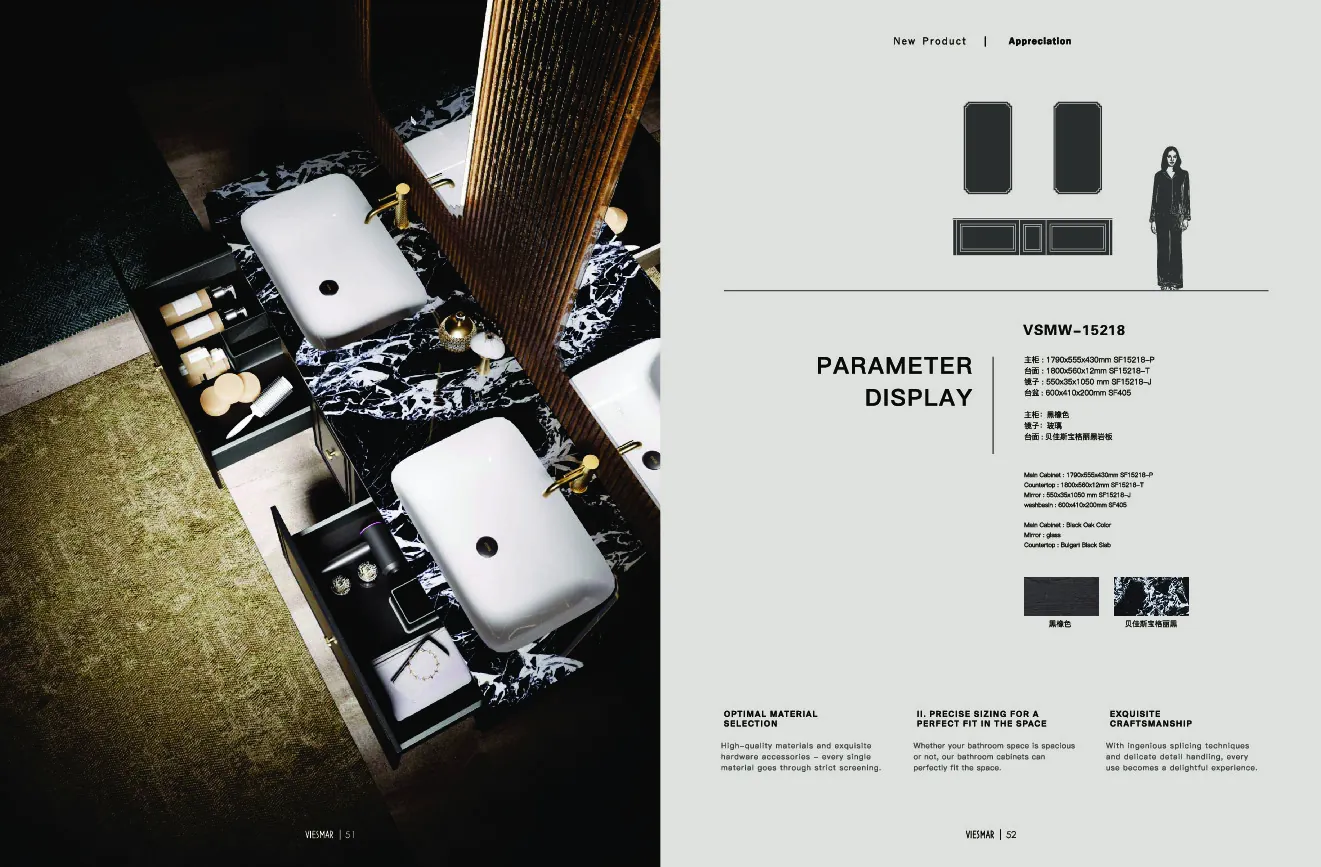 New Product | Appreciation
PARAMETER
DISPLAY
VSMW-15218
主柜 : 1790x555x430mm SF15218-P
台面 : 1800x560x12mm SF15218-T
镜子 : 550x35x1050 mm SF15218-J
台盆 : 600x410x200mm SF405
主柜: 黑橡色
镜子: 玻璃
台面 : 贝佳斯宝格丽黑岩板
Main Cabinet : 1790x555x430mm SF15218-P
Countertop : 1800x560x12mm SF15218-T
Mirror : 550x35x1050 mm SF15218-J
washbasin : 600x410x200mm SF405
Main Cabinet : Black Oak Color
Mirror : glass
Countertop : Bulgari Black Slab
黑橡色
贝佳斯宝格丽黑
OPTIMAL MATERIAL
SELECTION
High-quality materials and exquisite
hardware accessories - every single
material goes through strict screening.
II. PRECISE SIZING FOR A
PERFECT FIT IN THE SPACE
Whether your bathroom space is spacious
or not, our bathroom cabinets can
perfectly fit the space.
EXQUISITE
CRAFTSMANSHIP
With ingenious splicing techniques
and delicate detail handling, every
use becomes a delightful experience.
VIESMAR | 51
VIESMAR | 52